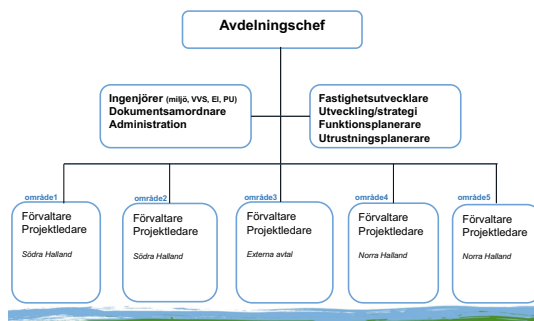 Avdelningschef
Ingenjörer (miljö, VVS, El, PU)
Dokumentsamordnare
Administration
Fastighetsutvecklare
Utveckling/strategi
Funktionsplanerare
Utrustningsplanerare
område1
Förvaltare
Projektledare
Södra Halland
område2
Förvaltare
Projektledare
Södra Halland
område3
Förvaltare
Projektledare
Externa avtal
område4
Förvaltare
Projektledare
Norra Halland
område5
Förvaltare
Projektledare
Norra Halland